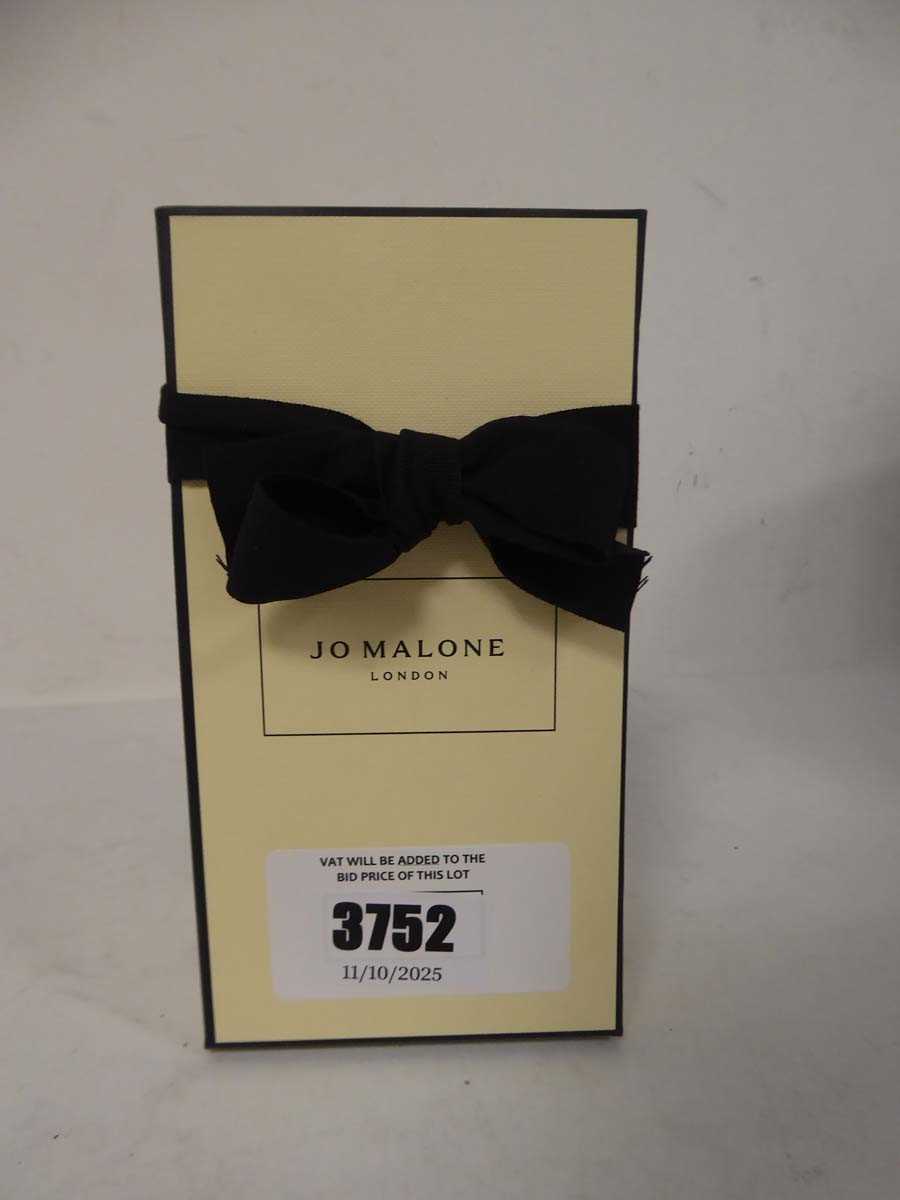 JO MALONE
LONDON
VAT WILL BE ADDED TO THE
BID PRICE OF THIS LOT
3752
11/10/2025